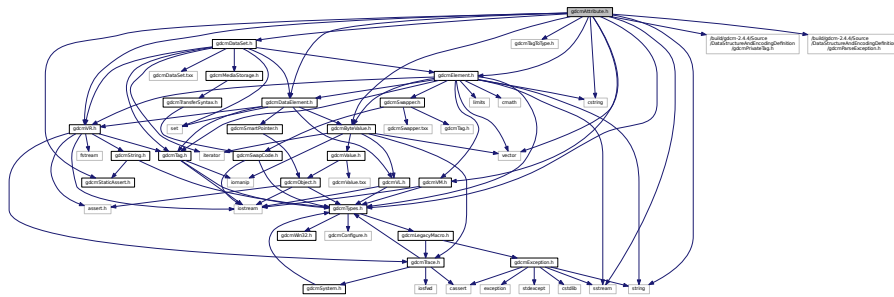 gdcmAttribute.h
gdcmDataSet.h
gdcmTagToType.h
/build/gdcm-2.4.4/Source
/DataStructureAndEncodingDefinition
/gdcmPrivateTag.h
/build/gdcm-2.4.4/Source
/DataStructureAndEncodingDefinition
/gdcmParseException.h
gdcmDataSet.txx
gdcmMediaStorage.h
gdcmElement.h
gdcmTransferSyntax.h
gdcmDataElement.h
gdcmSwapper.h
limits
cmath
cstring
gdcmVR.h
set
gdcmSmartPointer.h
gdcmByteValue.h
gdcmSwapper.txx
gdcmTag.h
fstream
gdcmString.h
gdcmTag.h
iterator
gdcmSwapCode.h
gdcmValue.h
vector
gdcmStaticAssert.h
iomanip
gdcmObject.h
gdcmValue.txx
gdcmVL.h
gdcmVM.h
assert.h
iostream
gdcmTypes.h
gdcmWin32.h
gdcmConfigure.h
gdcmLegacyMacro.h
gdcmTrace.h
gdcmException.h
gdcmSystem.h
iosfwd
cassert
exception
stdexcept
cstdlib
sstream
string